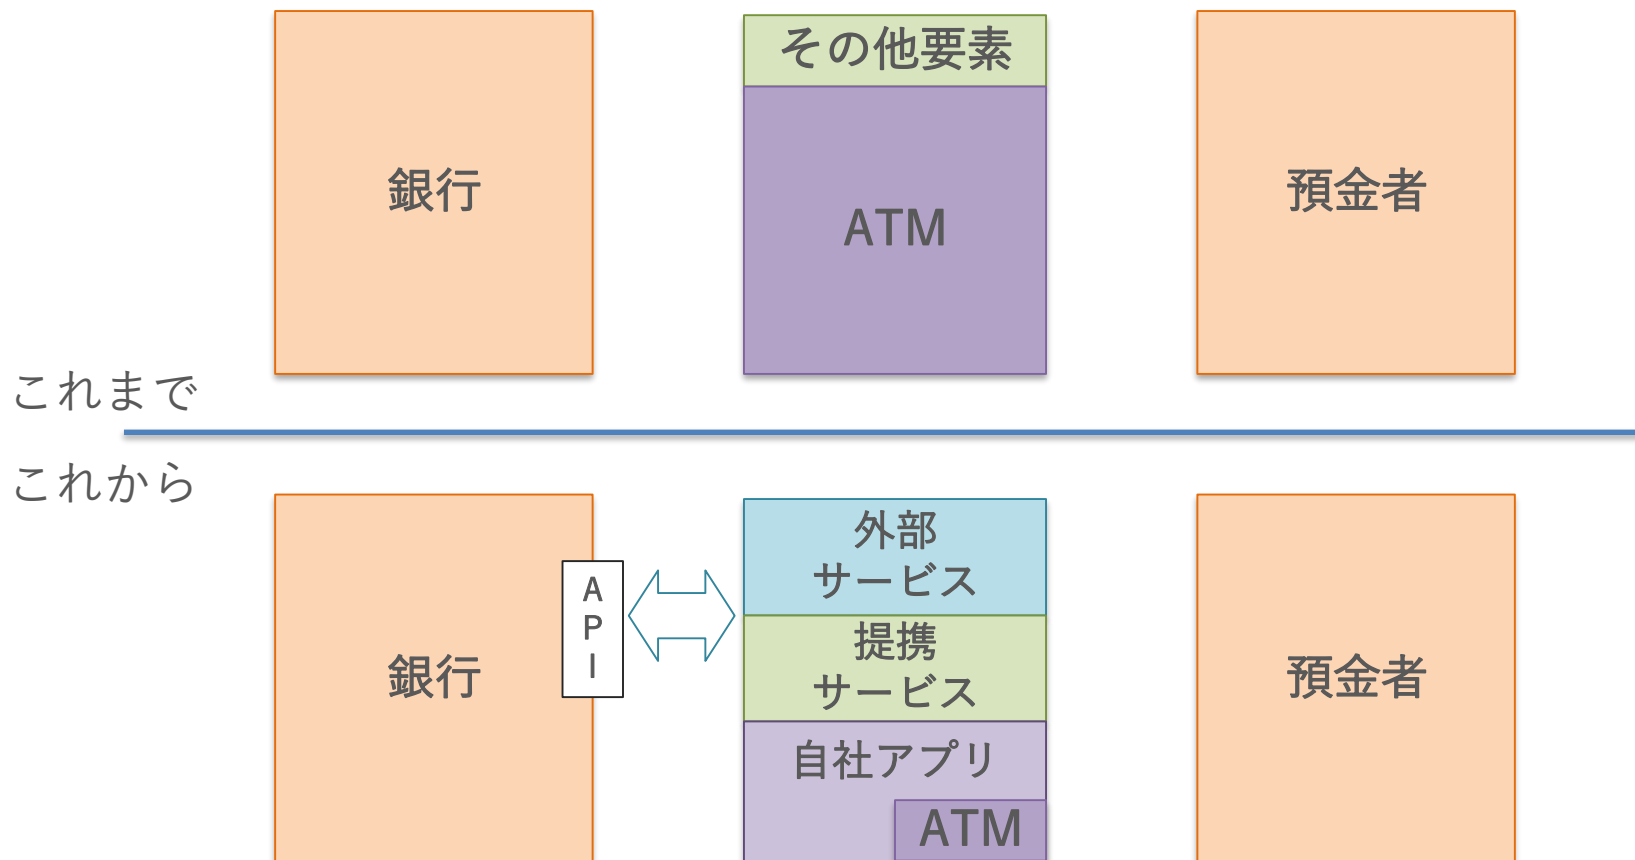 その他要素
銀行
ATM
預金者
これまで
これから
外部
サービス
API
提携
サービス
銀行
預金者
自社アプリ
ATM